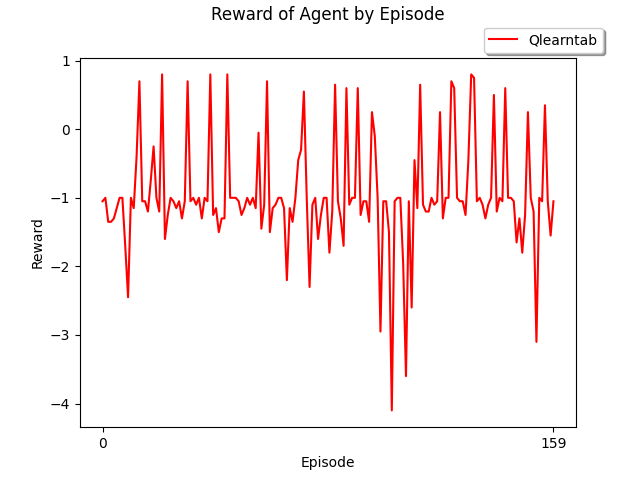 Reward of Agent by Episode
Qlearntab
1
0
−1
−2
−3
−4
Reward
0
159
Episode